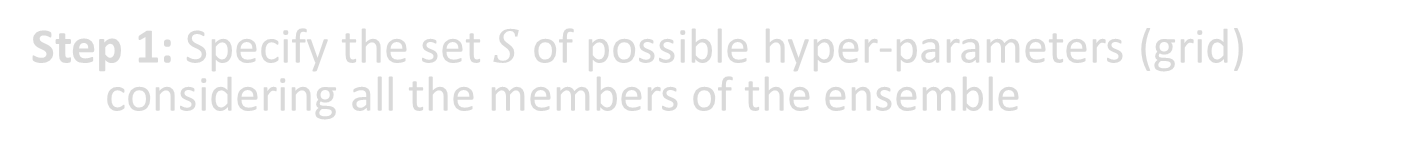 Step 1: Specify the set S of possible hyper-parameters (grid)
considering all the members of the ensemble